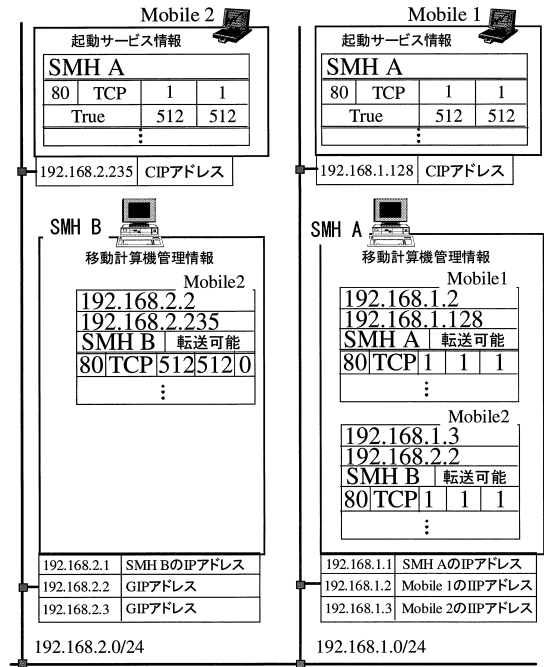 Mobile 2
起動サービス情報
SMH A
80 TCP 1 1
True 512 512
192.168.2.235 CIPアドレス
SMH B
移動計算機管理情報
Mobile2
192.168.2.2
192.168.2.235
SMH B 転送可能
80 TCP 512 512 0
192.168.2.1 SMH BのIPアドレス
192.168.2.2 GIPアドレス
192.168.2.3 GIPアドレス
192.168.2.0/24
Mobile 1
起動サービス情報
SMH A
80 TCP 1 1
True 512 512
192.168.1.128 CIPアドレス
SMH A
移動計算機管理情報
Mobile1
192.168.1.2
192.168.1.128
SMH A 転送可能
80 TCP 1 1 1
Mobile2
192.168.1.3
192.168.2.2
SMH B 転送可能
80 TCP 1 1 1
192.168.1.1 SMH AのIPアドレス
192.168.1.2 Mobile 1のIIPアドレス
192.168.1.3 Mobile 2のIIPアドレス
192.168.1.0/24